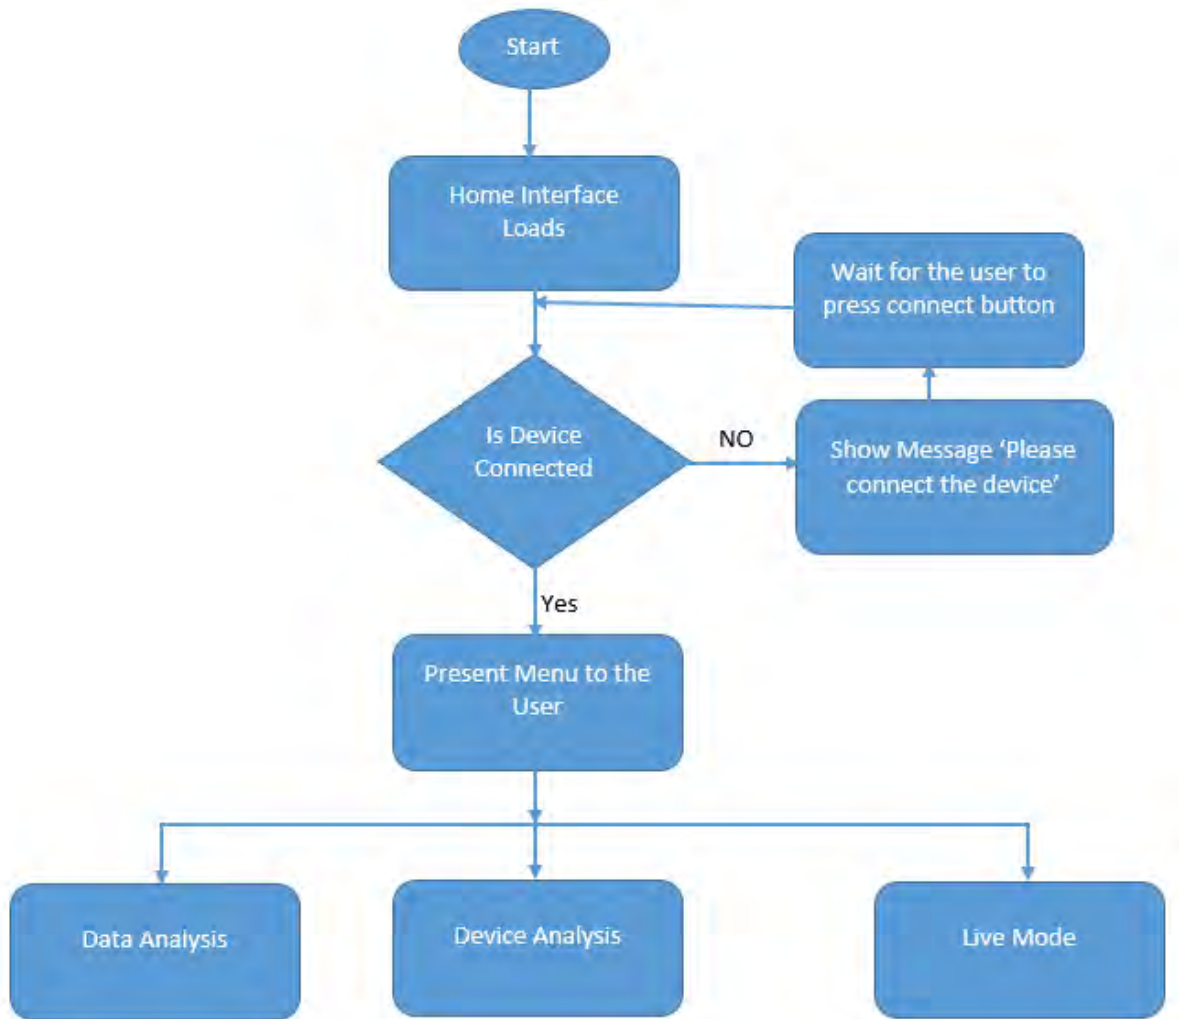 Start
Home Interface
Loads
Wait for the user to
press connect button
Is Device
Connected
NO
Show Message ‘Please
connect the device’
Yes
Present Menu to the
User
Data Analysis
Device Analysis
Live Mode